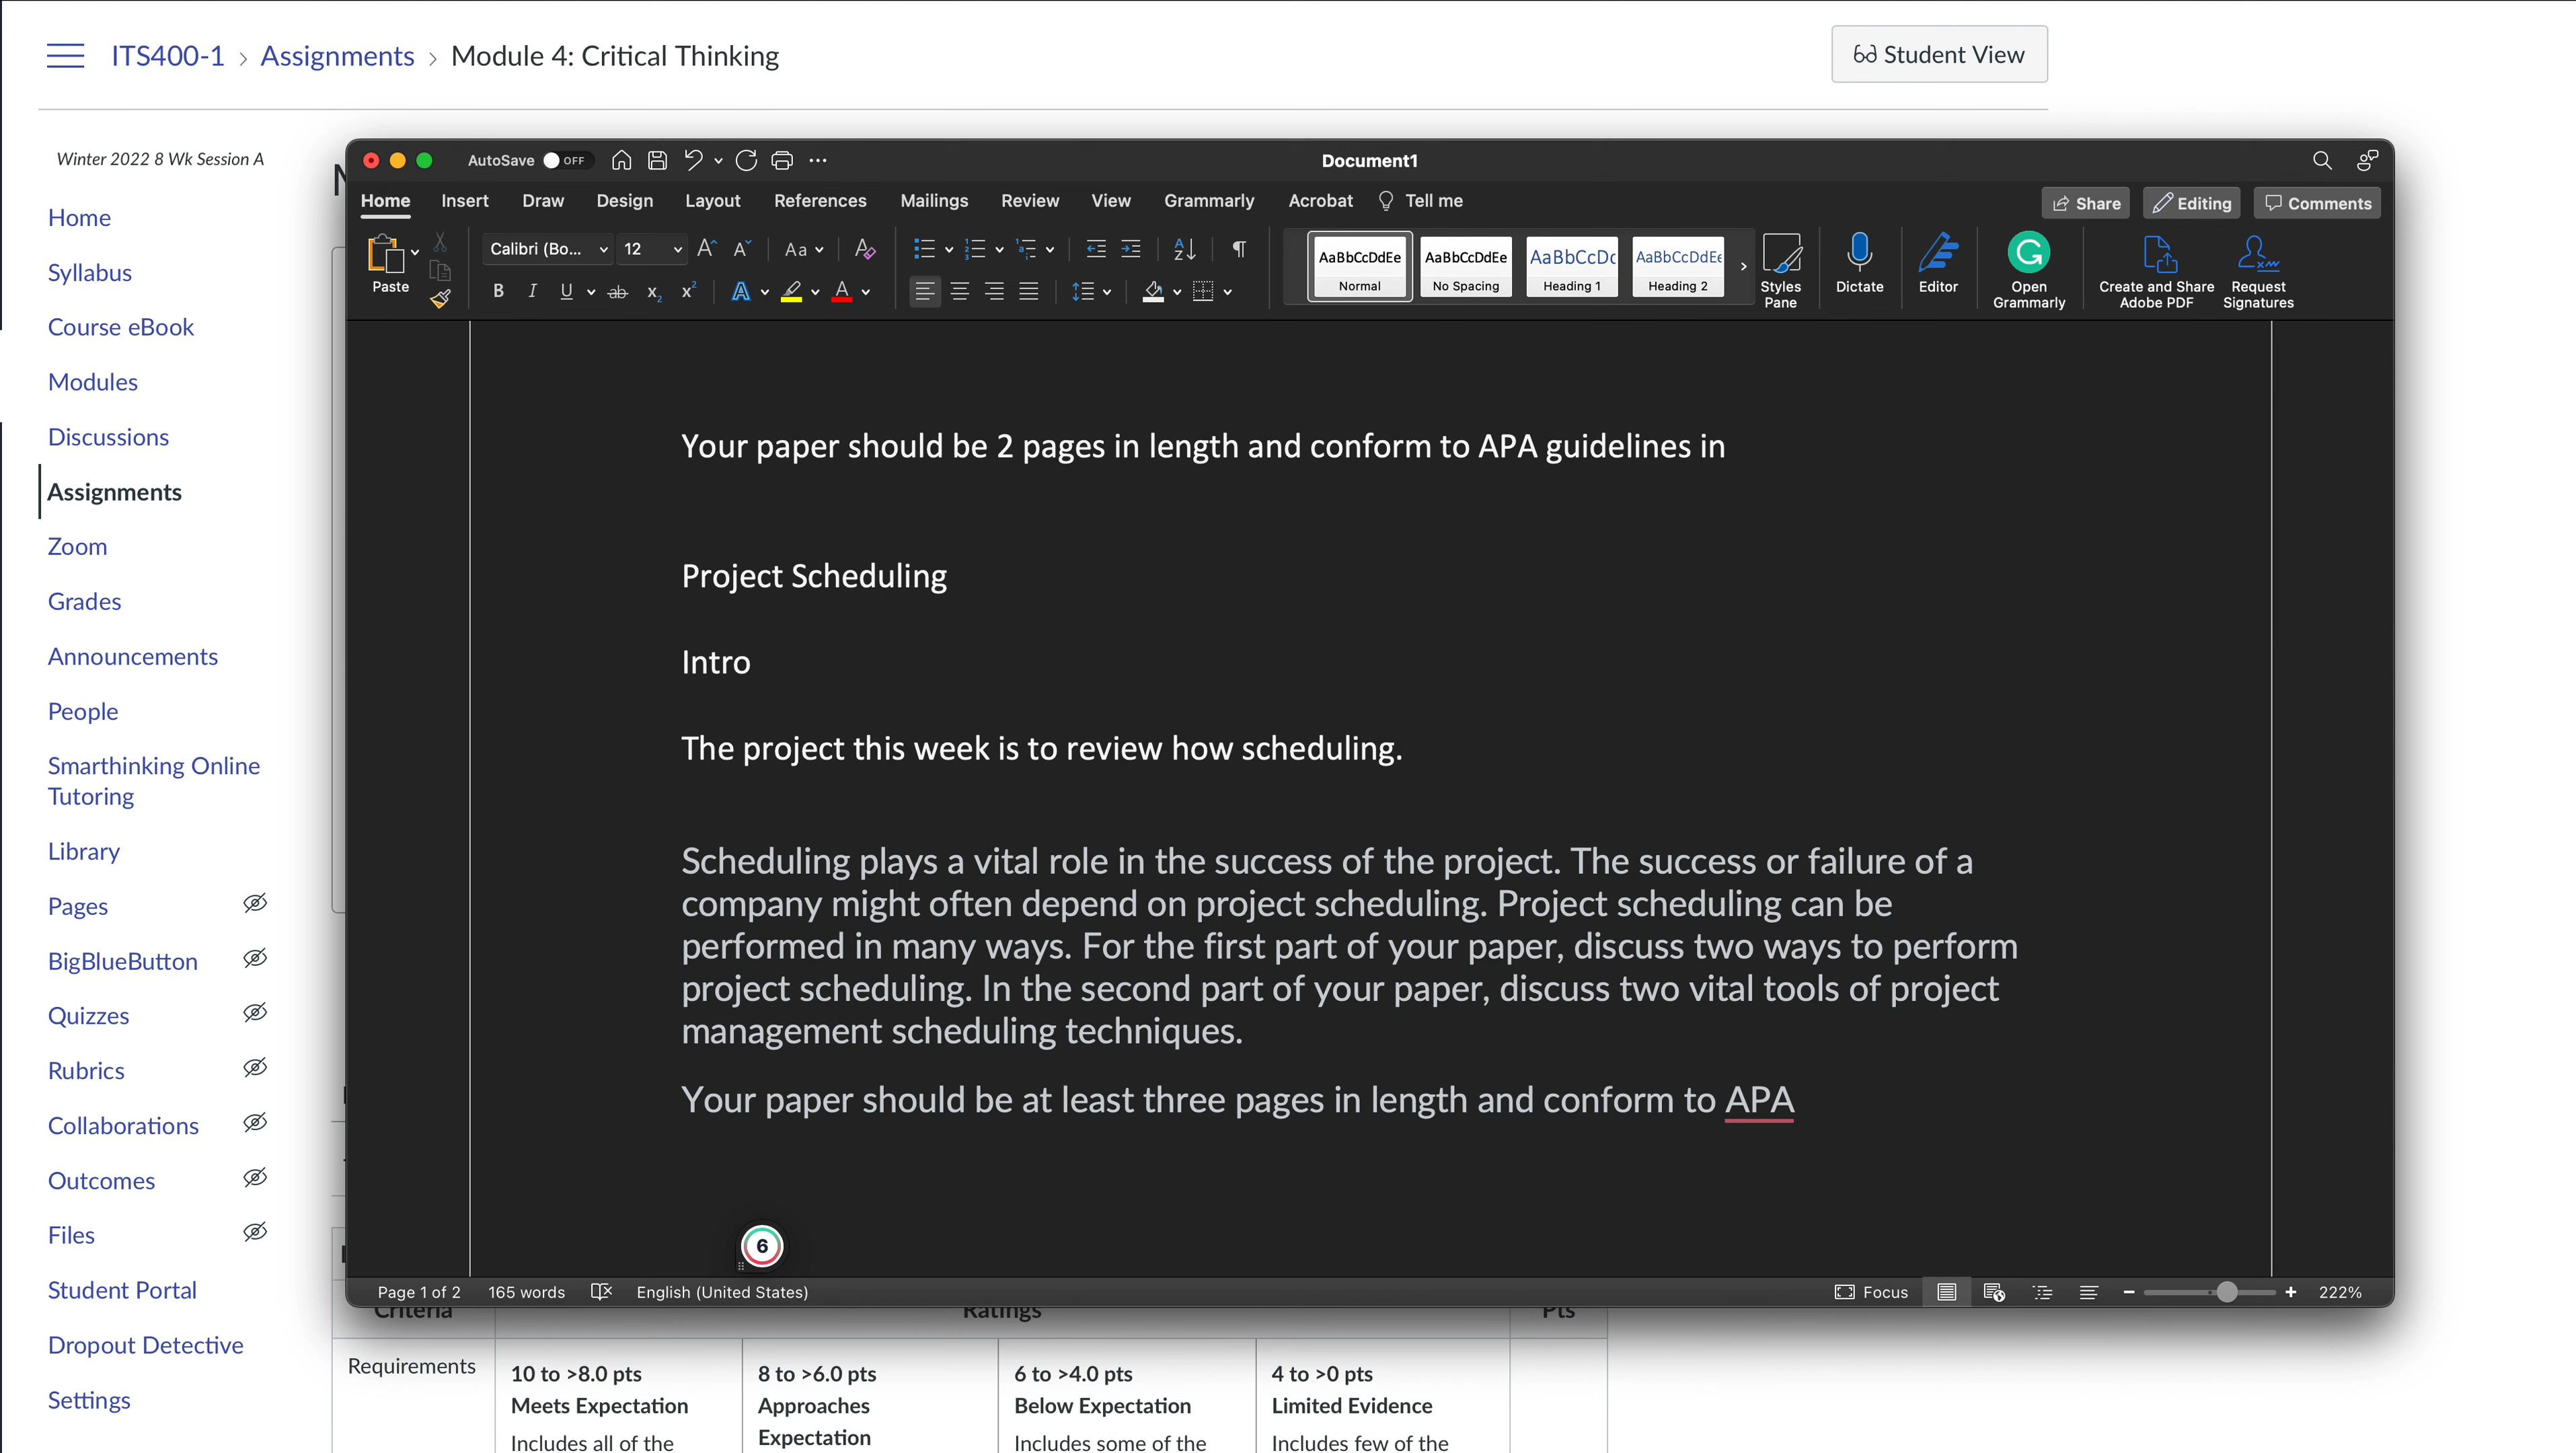 ITS400-1 › Assignments › Module 4: Critical Thinking
Student View
Winter 2022 8 Wk Session A
Home
Syllabus
Course eBook
Modules
Discussions
Assignments
Zoom
Grades
Announcements
People
Smarthinking Online
Tutoring
Library
Pages
BigBlueButton
Quizzes
Rubrics
Collaborations
Outcomes
Files
Student Portal
Dropout Detective
Settings
AutoSave OFF
Document1
Home Insert Draw Design Layout References Mailings Review View Grammarly Acrobat Tell me
Share Editing Comments
Paste
Calibri (Bo... 12
AaBbCcDdEe AaBbCcDdEe AaBbCcDc AaBbCcDdEe
Normal No Spacing Heading 1 Heading 2
Styles
Pane
Dictate
Editor
Open
Grammarly
Create and Share
Adobe PDF
Request
Signatures
Your paper should be 2 pages in length and conform to APA guidelines in
Project Scheduling
Intro
The project this week is to review how scheduling.
Scheduling plays a vital role in the success of the project. The success or failure of a
company might often depend on project scheduling. Project scheduling can be
performed in many ways. For the first part of your paper, discuss two ways to perform
project scheduling. In the second part of your paper, discuss two vital tools of project
management scheduling techniques.
Your paper should be at least three pages in length and conform to APA
6
Page 1 of 2 165 words English (United States)
Focus 222%
Criteria Ratings Pts
Requirements
10 to >8.0 pts
Meets Expectation
Includes all of the
8 to >6.0 pts
Approaches
Expectation
6 to >4.0 pts
Below Expectation
Includes some of the
4 to >0 pts
Limited Evidence
Includes few of the